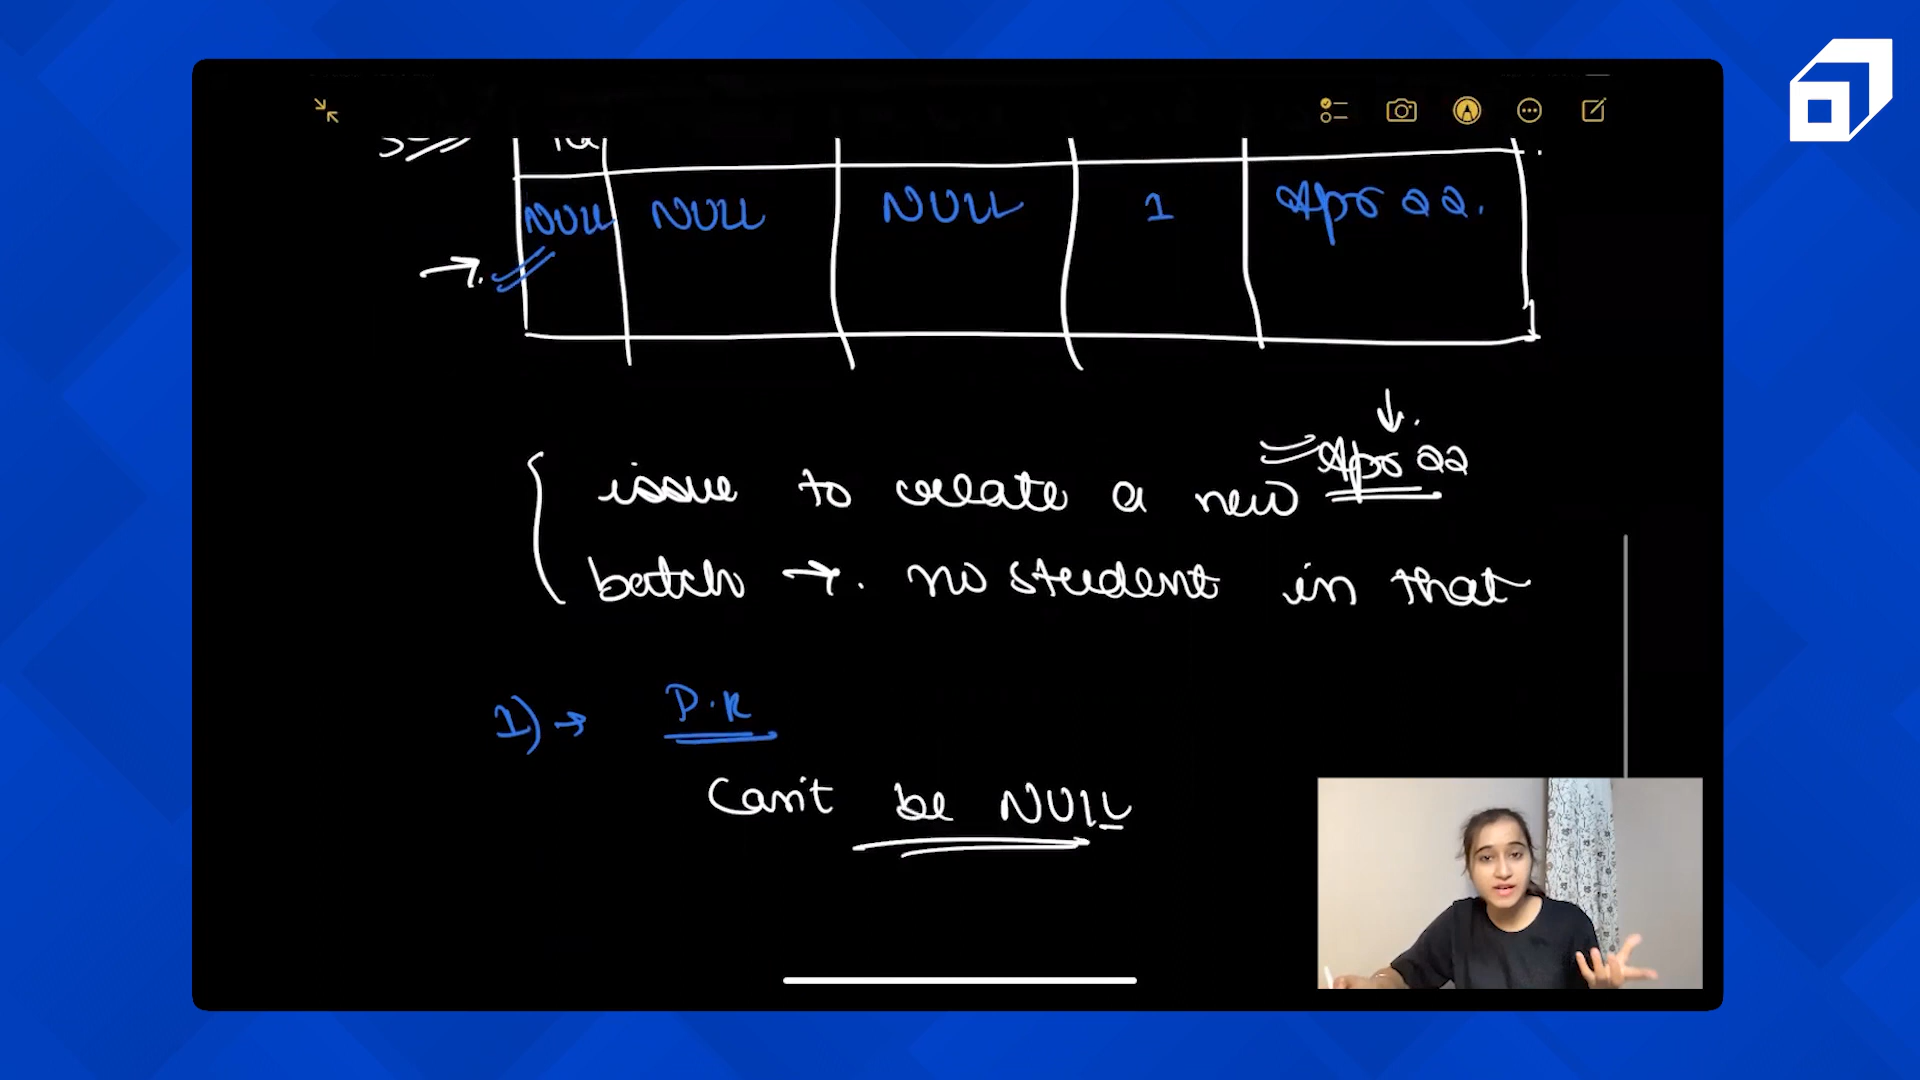 id
NULL NULL NULL 1 Apr 22.
Apr 22
issue to create a new
batch →. no student in that
1) → P.K
Can't be NULL